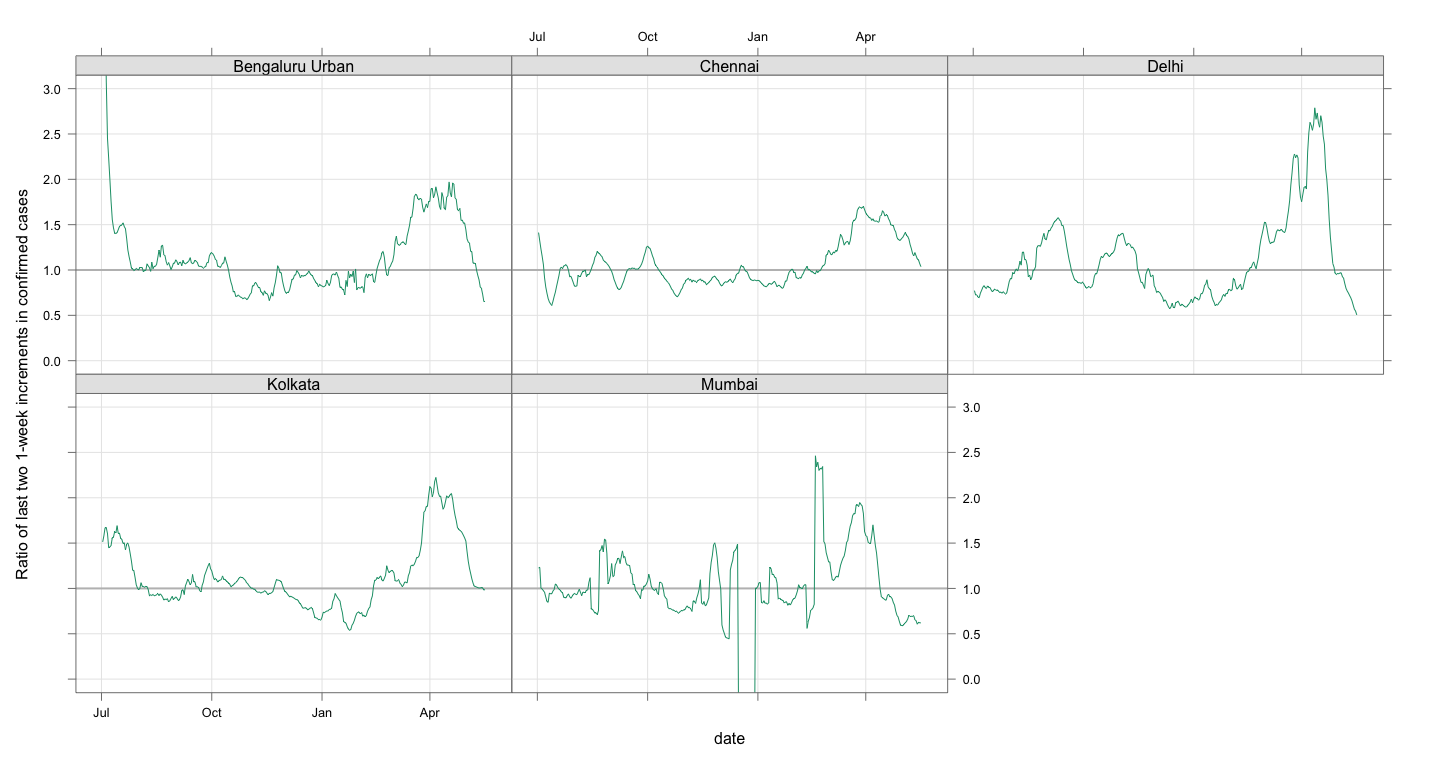 Jul Oct Jan Apr
Bengaluru Urban Chennai Delhi
3.0
2.5
2.0
1.5
1.0
0.5
0.0
Ratio of last two 1-week increments in confirmed cases
Kolkata Mumbai
3.0
2.5
2.0
1.5
1.0
0.5
0.0
Jul Oct Jan Apr
date